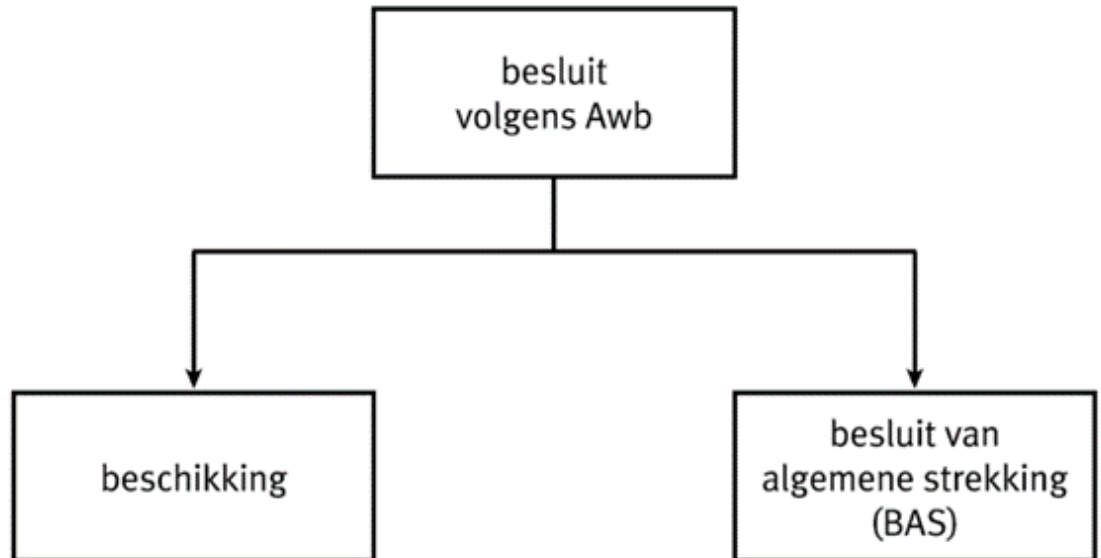 besluit
volgens Awb
beschikking
besluit van
algemene strekking
(BAS)